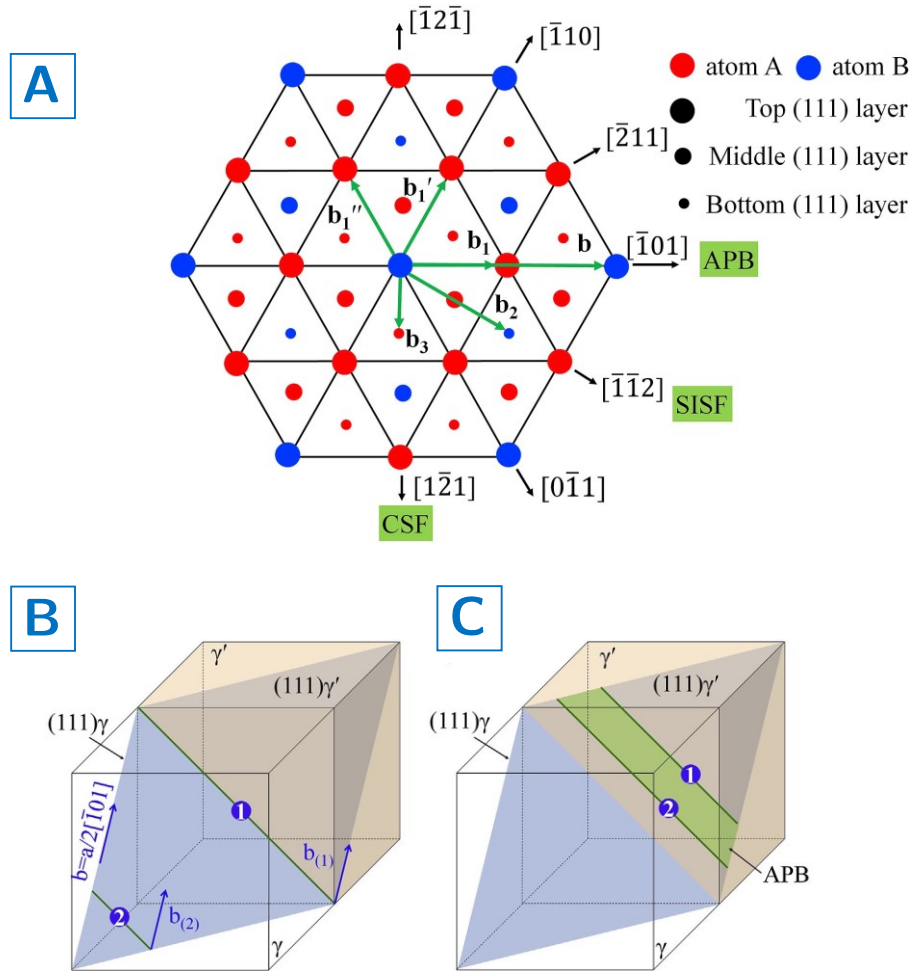 A
[1̄21̄]
[1̄10]
atom A
atom B
Top (111) layer
[2̄11]
Middle (111) layer
Bottom (111) layer
b₁′
b₁″
b₁
b
[1̄01]
APB
b₂
b₃
[1̄1̄2]
SISF
[12̄1]
[01̄1]
CSF
B
C
γ′
γ′
(111)γ′
(111)γ′
(111)γ
(111)γ
b=a/2[1̄01]
1
1
2
b₍₁₎
2
b₍₂₎
APB
γ
γ